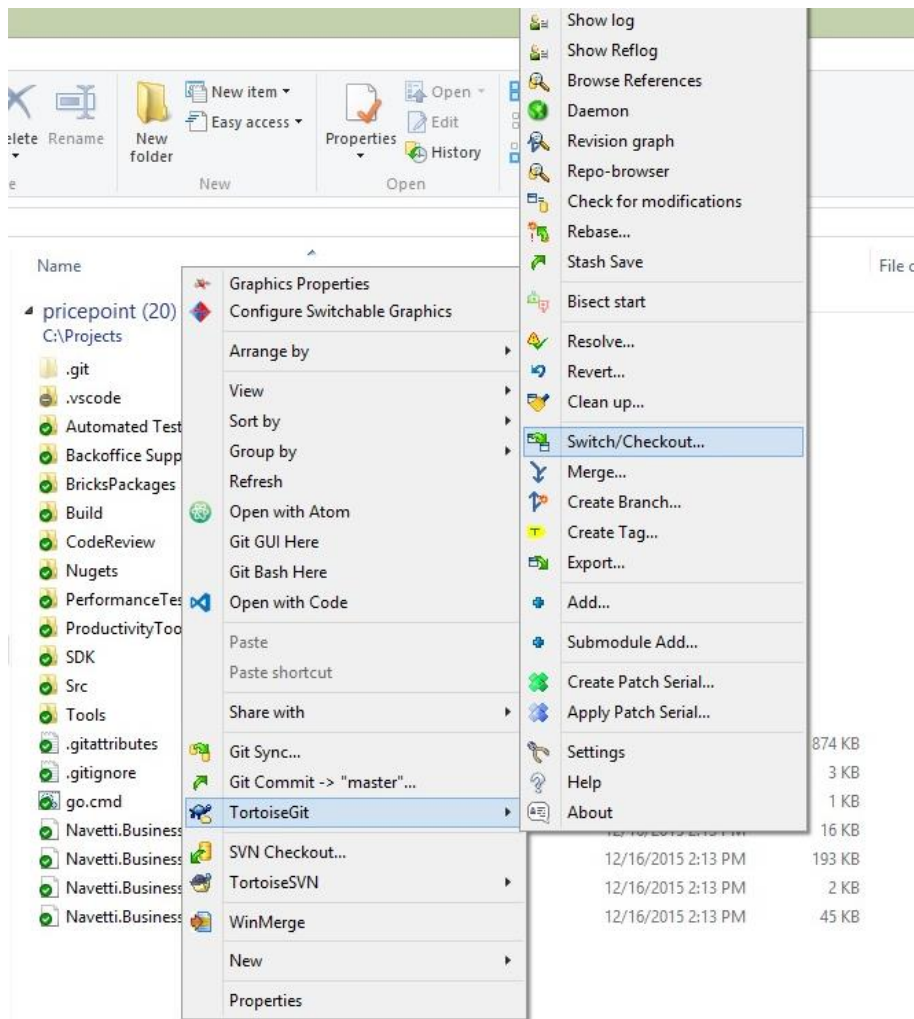 elete
Rename
New
folder
New item
Easy access
New
Properties
Open
Edit
History
Open
Name
File
pricepoint (20)
C:\Projects
.git
.vscode
Automated Test
Backoffice Supp
BricksPackages
Build
CodeReview
Nugets
PerformanceTes
ProductivityToo
SDK
Src
Tools
.gitattributes
874 KB
.gitignore
3 KB
go.cmd
1 KB
Navetti.Business
12/16/2015 2:13 PM
16 KB
Navetti.Business
12/16/2015 2:13 PM
193 KB
Navetti.Business
12/16/2015 2:13 PM
2 KB
Navetti.Business
12/16/2015 2:13 PM
45 KB
Graphics Properties
Configure Switchable Graphics
Arrange by
View
Sort by
Group by
Refresh
Open with Atom
Git GUI Here
Git Bash Here
Open with Code
Paste
Paste shortcut
Share with
Git Sync...
Git Commit -> "master"...
TortoiseGit
SVN Checkout...
TortoiseSVN
WinMerge
New
Properties
Show log
Show Reflog
Browse References
Daemon
Revision graph
Repo-browser
Check for modifications
Rebase...
Stash Save
Bisect start
Resolve...
Revert...
Clean up...
Switch/Checkout...
Merge...
Create Branch...
Create Tag...
Export...
Add...
Submodule Add...
Create Patch Serial...
Apply Patch Serial...
Settings
Help
About